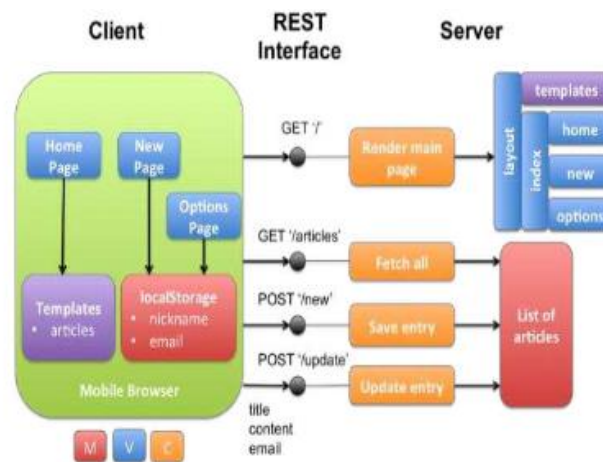 Client
REST
Interface
Server
Home
Page
New
Page
Options
Page
Templates
• articles
localStorage
• nickname
• email
Mobile Browser
M
V
C
GET '/'
GET '/articles'
POST '/new'
POST '/update'
title
content
email
Render main
page
Fetch all
Save entry
Update entry
layout
index
templates
home
new
options
List of
articles